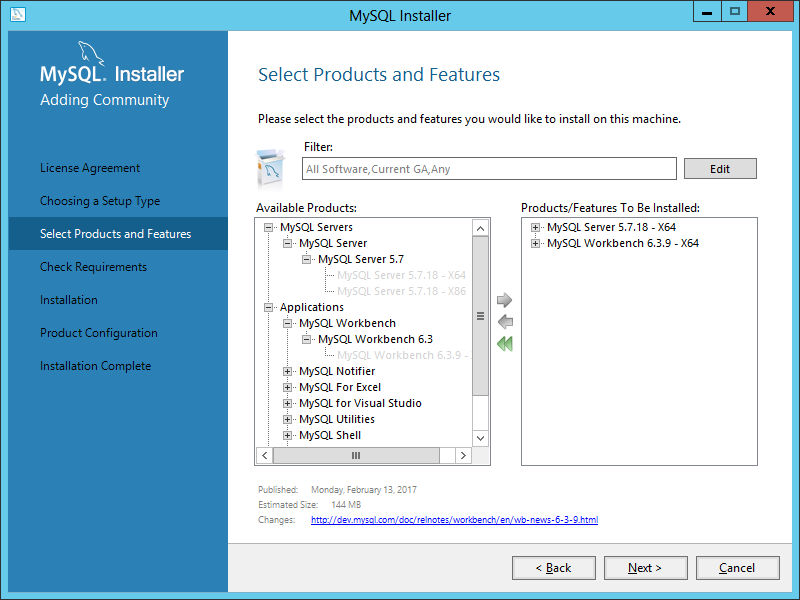 MySQL Installer
MySQL. Installer
Adding Community
License Agreement
Choosing a Setup Type
Select Products and Features
Check Requirements
Installation
Product Configuration
Installation Complete
Select Products and Features
Please select the products and features you would like to install on this machine.
Filter:
All Software,Current GA,Any
Edit
Available Products:
MySQL Servers
MySQL Server
MySQL Server 5.7
MySQL Server 5.7.18 - X64
MySQL Server 5.7.18 - X86
Applications
MySQL Workbench
MySQL Workbench 6.3
MySQL Workbench 6.3.9 -
MySQL Notifier
MySQL For Excel
MySQL for Visual Studio
MySQL Utilities
MySQL Shell
Products/Features To Be Installed:
MySQL Server 5.7.18 - X64
MySQL Workbench 6.3.9 - X64
Published: Monday, February 13, 2017
Estimated Size: 144 MB
Changes: http://dev.mysql.com/doc/relnotes/workbench/en/wb-news-6-3-9.html
< Back
Next >
Cancel